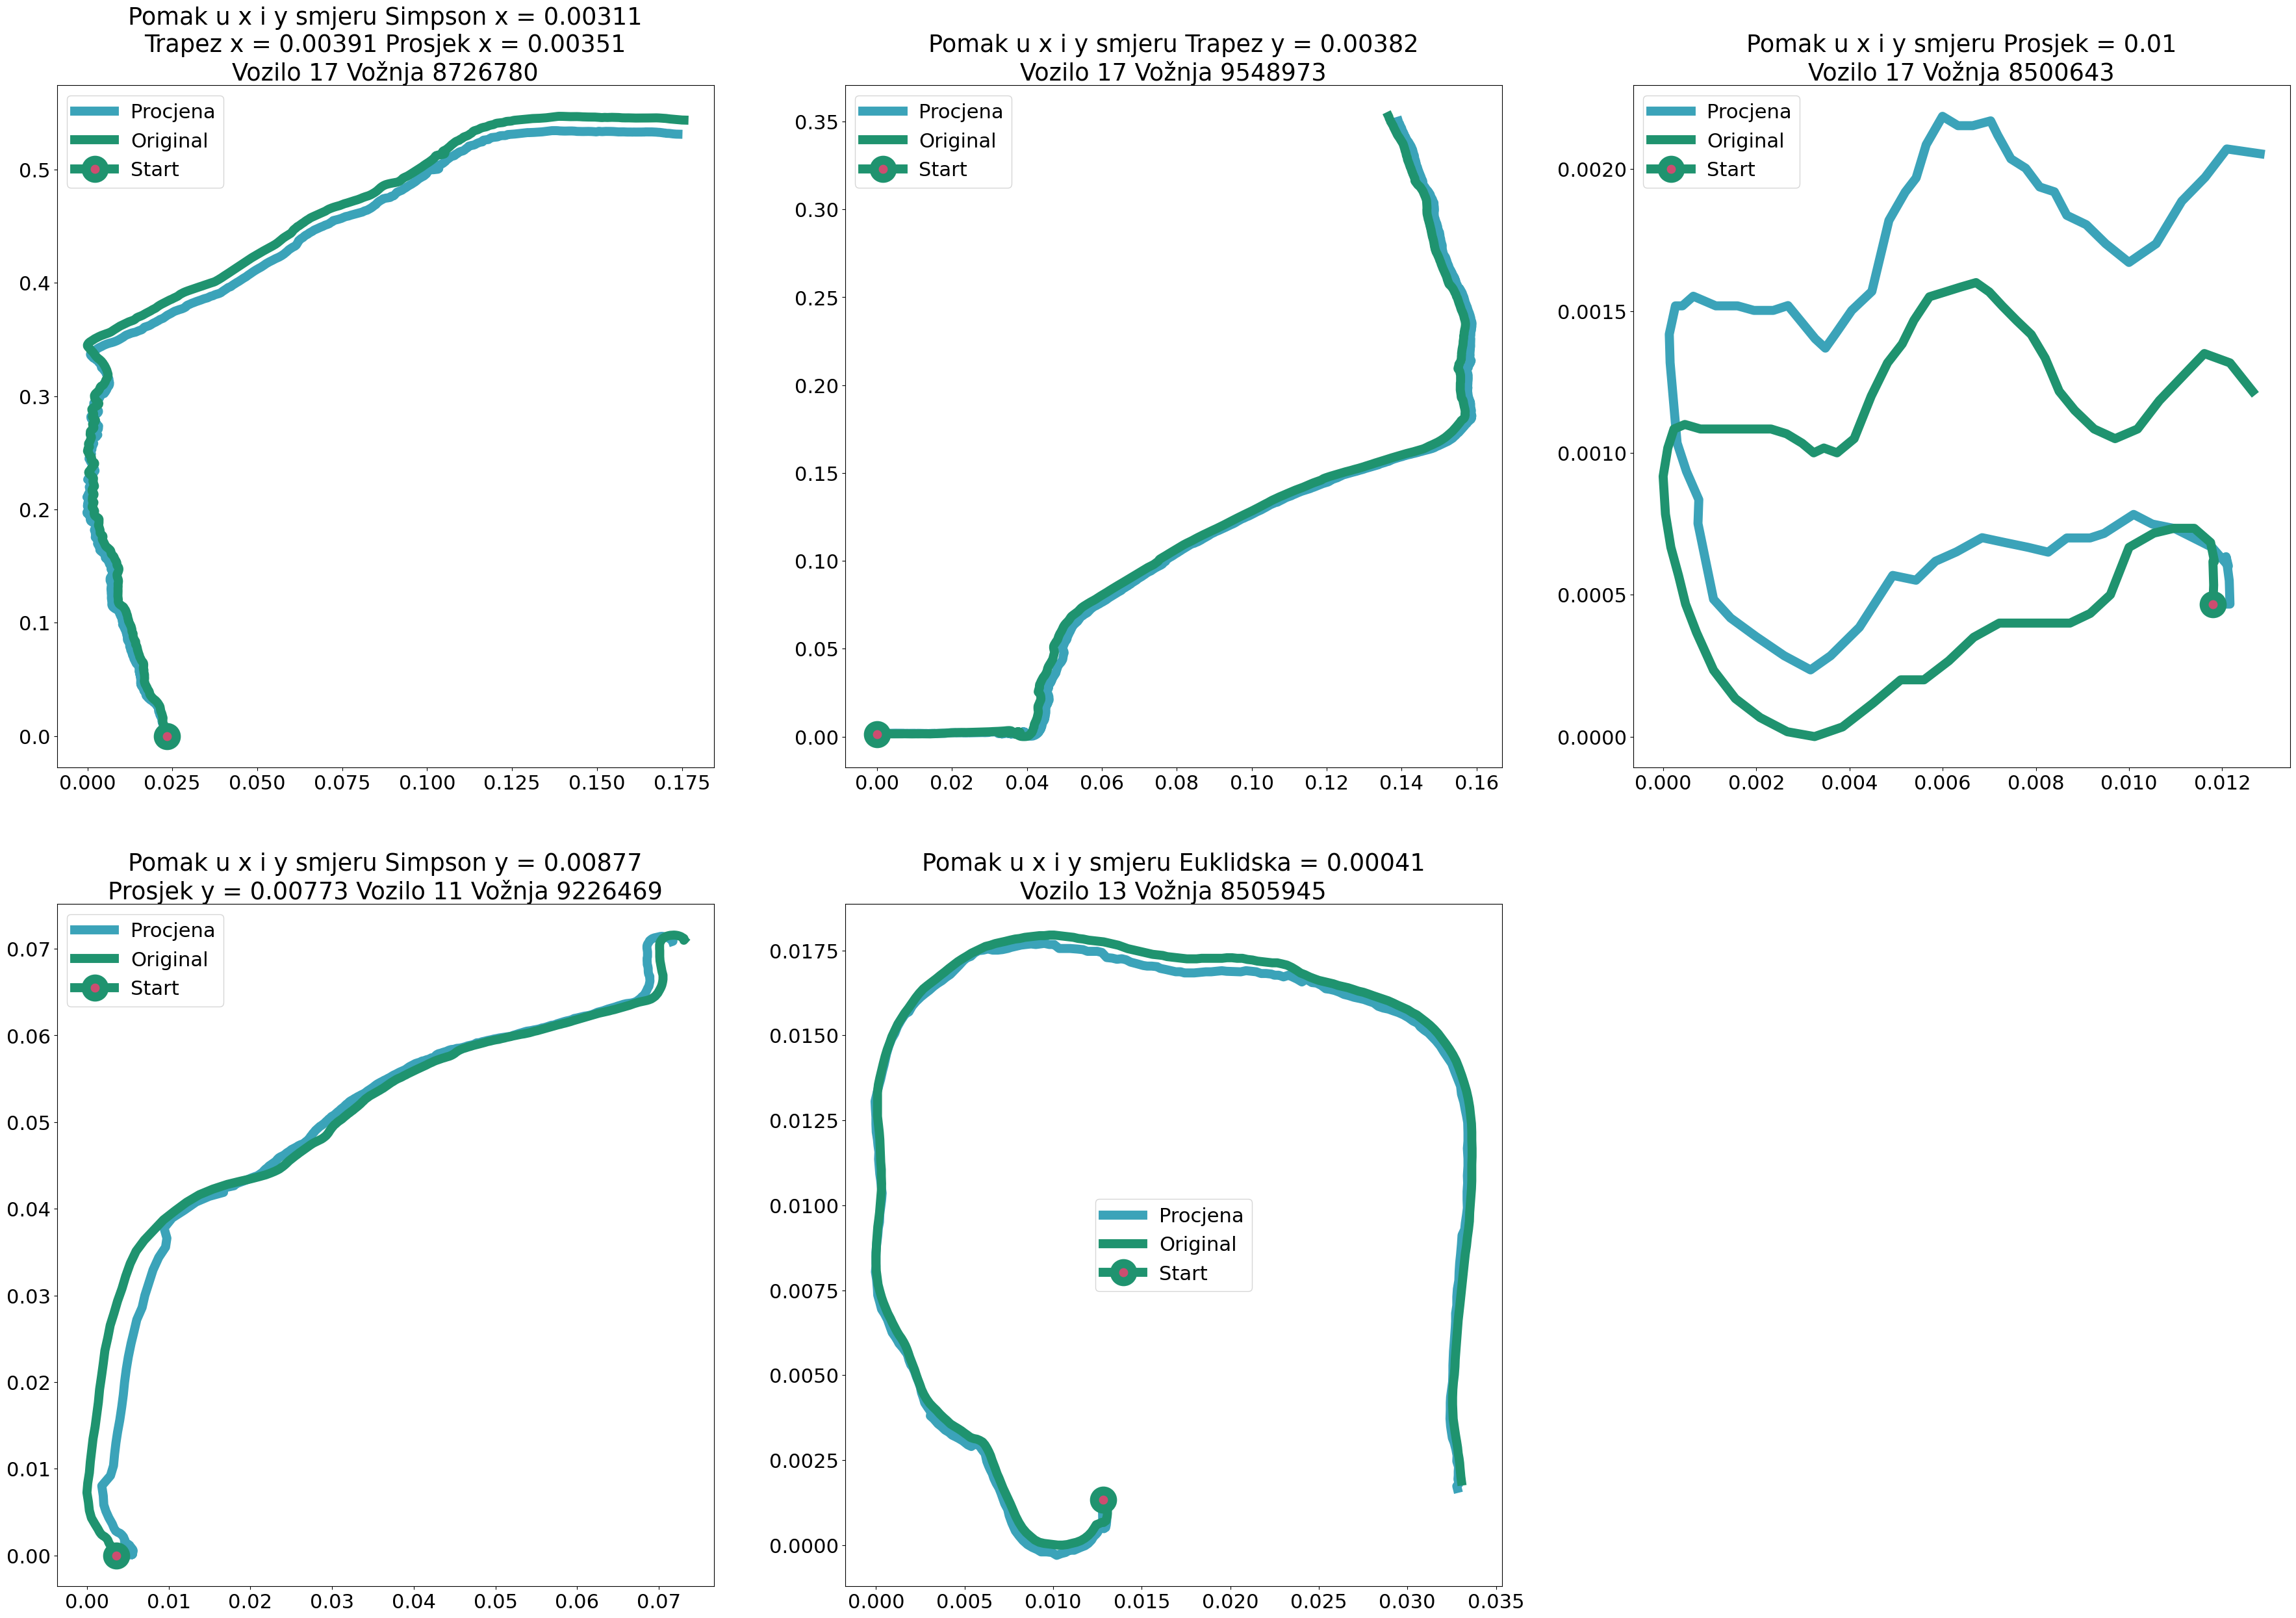 Pomak u x i y smjeru Simpson x = 0.00311
Trapez x = 0.00391 Prosjek x = 0.00351
Vozilo 17 Vožnja 8726780
Procjena
Original
Start
0.5
0.4
0.3
0.2
0.1
0.0
0.000 0.025 0.050 0.075 0.100 0.125 0.150 0.175
Pomak u x i y smjeru Trapez y = 0.00382
Vozilo 17 Vožnja 9548973
Procjena
Original
Start
0.35
0.30
0.25
0.20
0.15
0.10
0.05
0.00
0.00 0.02 0.04 0.06 0.08 0.10 0.12 0.14 0.16
Pomak u x i y smjeru Prosjek = 0.01
Vozilo 17 Vožnja 8500643
Procjena
Original
Start
0.0020
0.0015
0.0010
0.0005
0.0000
0.000 0.002 0.004 0.006 0.008 0.010 0.012
Pomak u x i y smjeru Simpson y = 0.00877
Prosjek y = 0.00773 Vozilo 11 Vožnja 9226469
Procjena
Original
Start
0.07
0.06
0.05
0.04
0.03
0.02
0.01
0.00
0.00 0.01 0.02 0.03 0.04 0.05 0.06 0.07
Pomak u x i y smjeru Euklidska = 0.00041
Vozilo 13 Vožnja 8505945
0.0175
0.0150
0.0125
0.0100
0.0075
0.0050
0.0025
0.0000
Procjena
Original
Start
0.000 0.005 0.010 0.015 0.020 0.025 0.030 0.035